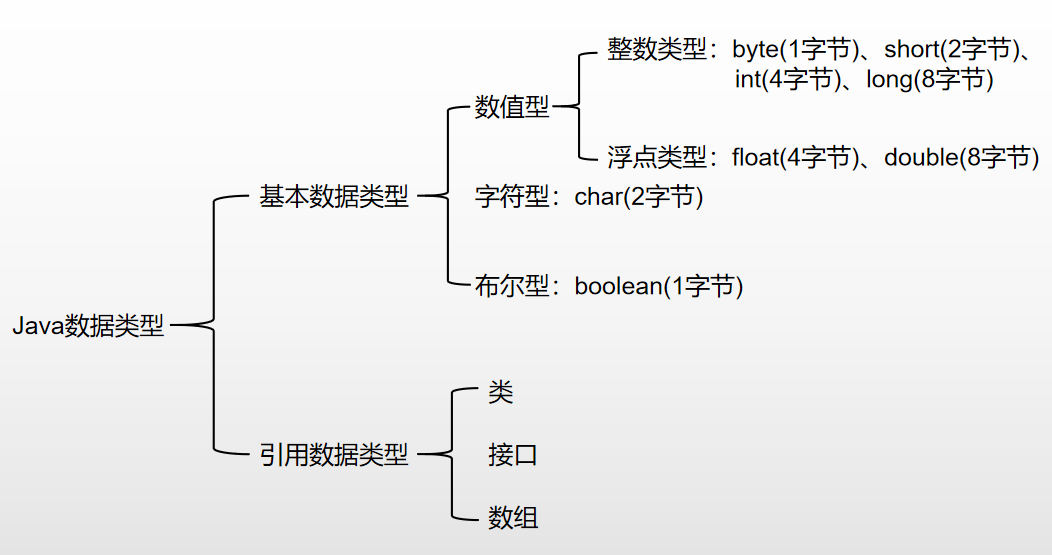 整数类型：byte(1字节)、short(2字节)、
int(4字节)、long(8字节)
数值型
浮点类型：float(4字节)、double(8字节)
基本数据类型
字符型：char(2字节)
布尔型：boolean(1字节)
Java数据类型
类
引用数据类型
接口
数组